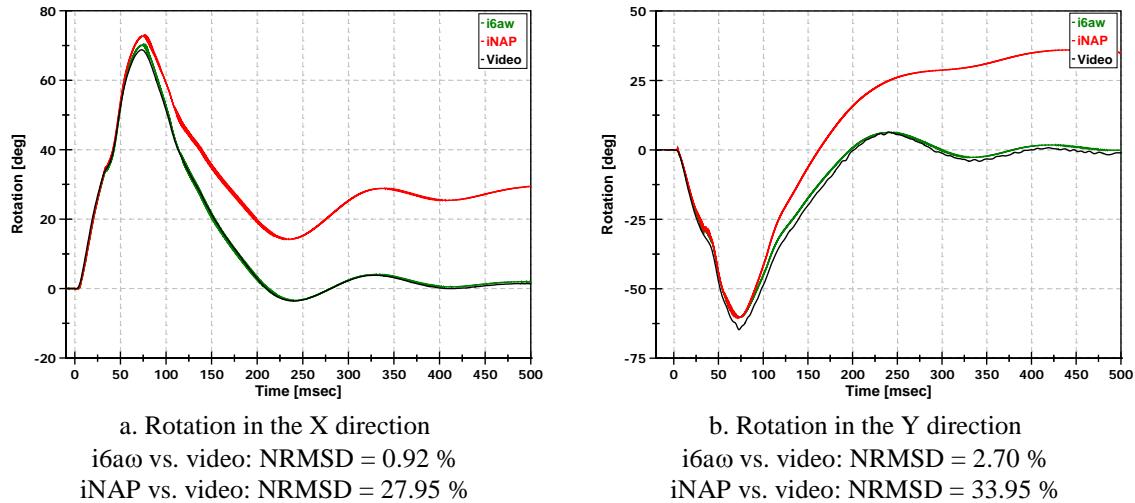 80
60
40
20
0
-20
Rotation [deg]
i6aw
iNAP
Video
0 50 100 150 200 250 300 350 400 450 500
Time [msec]
a. Rotation in the X direction
i6aω vs. video: NRMSD = 0.92 %
iNAP vs. video: NRMSD = 27.95 %
50
25
0
-25
-50
-75
Rotation [deg]
i6aw
iNAP
Video
0 50 100 150 200 250 300 350 400 450 500
Time [msec]
b. Rotation in the Y direction
i6aω vs. video: NRMSD = 2.70 %
iNAP vs. video: NRMSD = 33.95 %